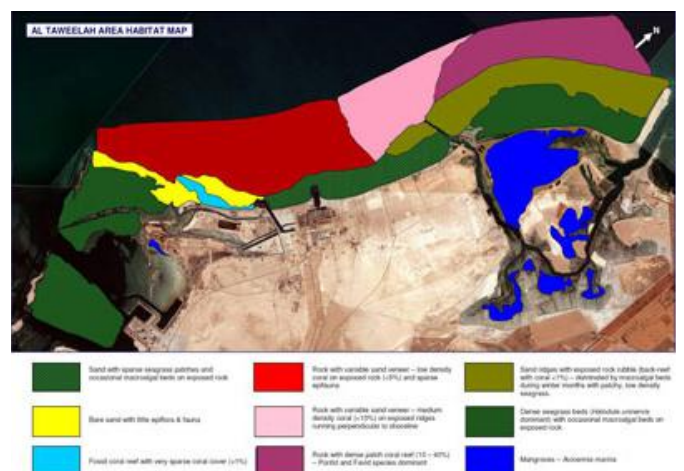 AL TAWEELAH AREA HABITAT MAP
N
Sand with sparse seagrass patches and
occasional macroalgal beds on exposed rock
Rock with variable sand veneer – low density
coral on exposed rock (<5%) and sparse
epifauna
Sand ridges with exposed rock rubble (back-reef
with coral <1%) – dominated by macroalgal beds
during winter months with patchy, low density
seagrass.
Bare sand with little epiflora & fauna
Rock with variable sand veneer – medium
density coral (<10%) on exposed ridges
running perpendicular to shoreline
Dense seagrass beds (Halodule uninervis
dominant) with occasional macroalgal beds on
exposed rock
Fossil coral reef with very sparse coral cover (<1%)
Rock with dense patch coral reef (10 – 40%)
– Poritid and Favid species dominant
Mangroves – Avicennia marina